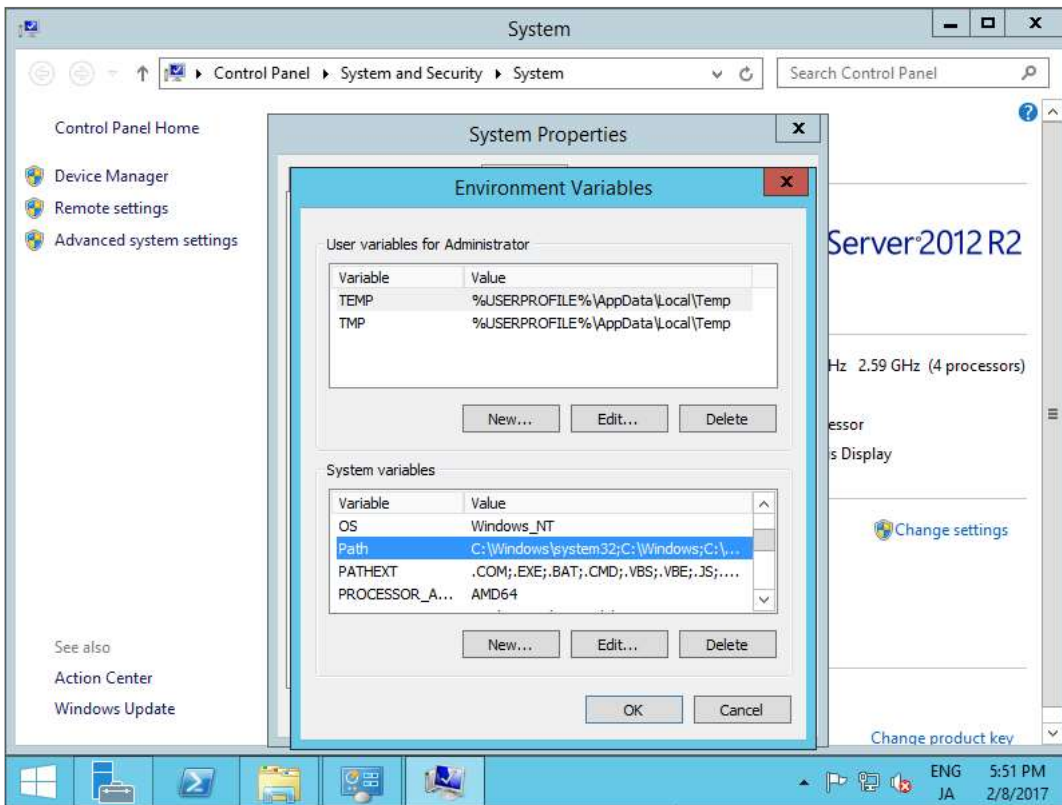 System
Control Panel ▸ System and Security ▸ System
Search Control Panel
Control Panel Home
Device Manager
Remote settings
Advanced system settings
System Properties
Environment Variables
User variables for Administrator
Variable Value
TEMP %USERPROFILE%\AppData\Local\Temp
TMP %USERPROFILE%\AppData\Local\Temp
New... Edit... Delete
System variables
Variable Value
OS Windows_NT
Path C:\Windows\system32;C:\Windows;C:\...
PATHEXT .COM;.EXE;.BAT;.CMD;.VBS;.VBE;.JS;....
PROCESSOR_A... AMD64
New... Edit... Delete
OK Cancel
Server 2012 R2
Hz 2.59 GHz (4 processors)
essor
is Display
Change settings
Change product key
See also
Action Center
Windows Update
ENG 5:51 PM
JA 2/8/2017